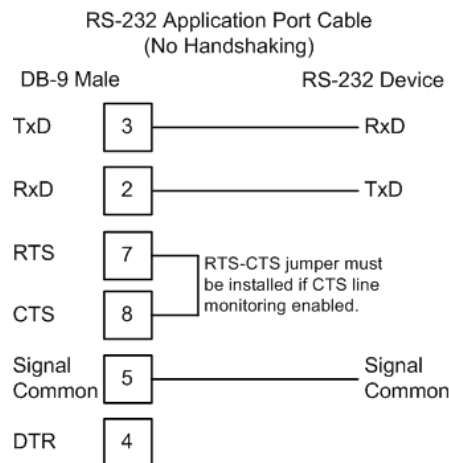 RS-232 Application Port Cable
(No Handshaking)
DB-9 Male RS-232 Device
TxD 3 RxD
RxD 2 TxD
RTS 7
RTS-CTS jumper must
be installed if CTS line
monitoring enabled.
CTS 8
Signal
Common 5 Signal
Common
DTR 4